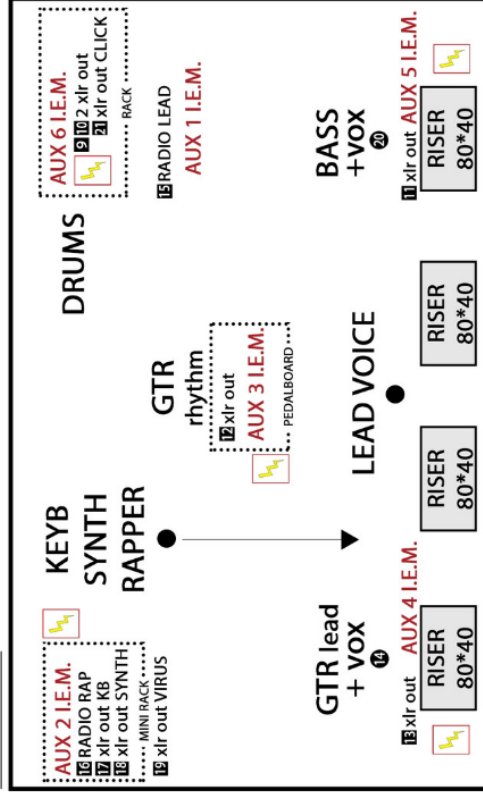 AUX 2 I.E.M.
16 RADIO RAP
17 xlr out KB
18 xlr out SYNTH
MINI RACK
19 xlr out VIRUS
KEYB
SYNTH
RAPPER
DRUMS
AUX 6 I.E.M.
9 10 2 xlr out
21 xlr out CLICK
RACK
15 RADIO LEAD
AUX 1 I.E.M.
GTR
rhythm
12 xlr out
AUX 3 I.E.M.
PEDALBOARD
GTR lead
+ vox
14
13 xlr out AUX 4 I.E.M.
LEAD VOICE
BASS
+vox
20
11 xlr out AUX 5 I.E.M.
RISER
80*40
RISER
80*40
RISER
80*40
RISER
80*40